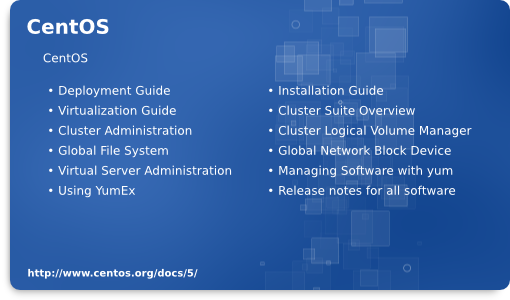 CentOS
CentOS
• Deployment Guide
• Virtualization Guide
• Cluster Administration
• Global File System
• Virtual Server Administration
• Using YumEx
• Installation Guide
• Cluster Suite Overview
• Cluster Logical Volume Manager
• Global Network Block Device
• Managing Software with yum
• Release notes for all software
http://www.centos.org/docs/5/